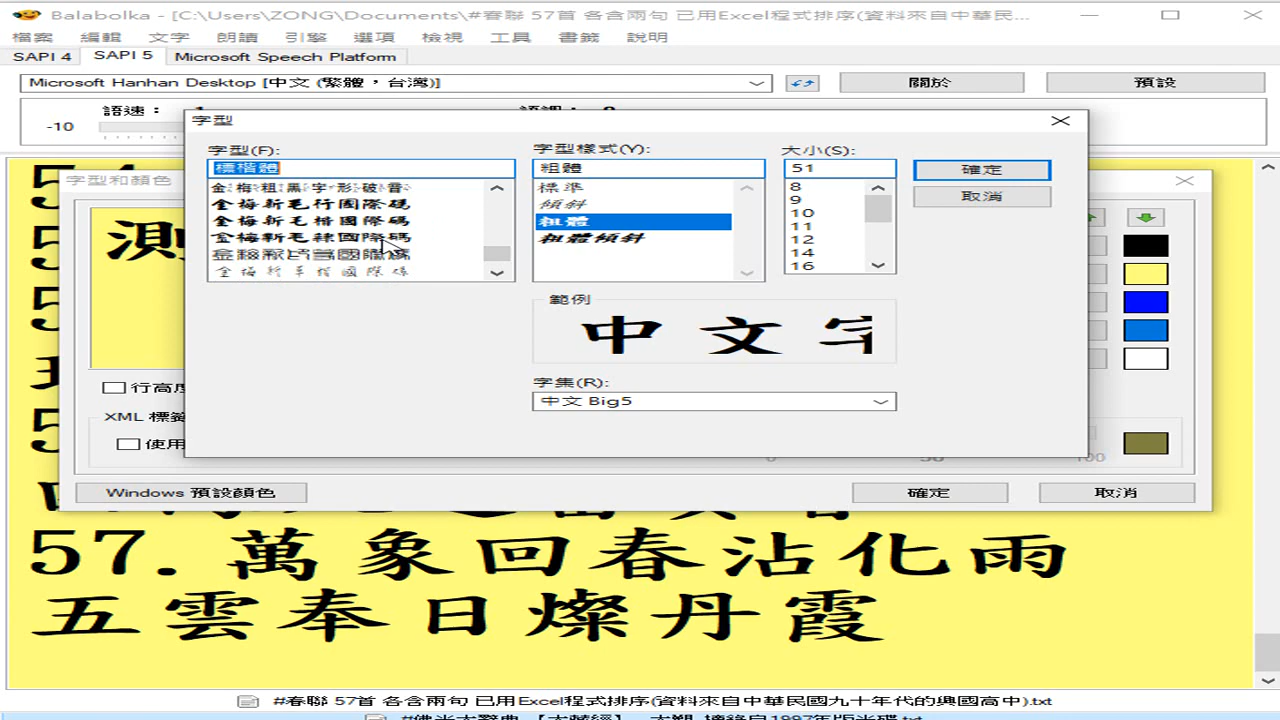 Balabolka - [C:\Users\ZONG\Documents\#春聯 57首 各含兩句 已用Excel程式排序(資料來自中華民...
檔案 編輯 文字 朗讀 引擎 選項 檢視 工具 書籤 說明
SAPI 4 SAPI 5 Microsoft Speech Platform
Microsoft Hanhan Desktop [中文 (繁體，台灣)] 關於 預設
語速：
-10
字型
字型(F): 字型樣式(Y): 大小(S):
標楷體 粗體 51 確定
取消
金梅粗黑字形破音
金梅新毛行國際碼
金梅新毛楷國際碼
金梅新毛隸國際碼
標準
傾斜
粗體
粗體傾斜
8
9
10
11
12
14
16
範例
中文字
字集(R):
中文 Big5
字型和顏色
測
行高度
XML 標籤
使用
100
Windows 預設顏色 確定 取消
57. 萬象回春沾化雨
五雲奉日燦丹霞
#春聯 57首 各含兩句 已用Excel程式排序(資料來自中華民國九十年代的興國高中).txt